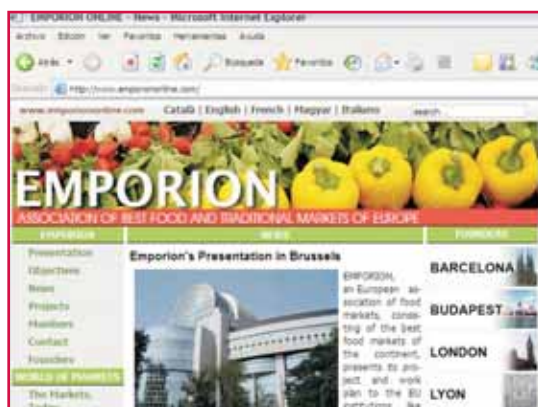 EMPORION ONLINE - News - Microsoft Internet Explorer
Archivo Edición Ver Favoritos Herramientas Ayuda
Atrás Búsqueda Favoritos
http://www.emporiononline.com/
www.emporiononline.com Català | English | French | Magyar | Italiano search
EMPORION
ASSOCIATION OF BEST FOOD AND TRADITIONAL MARKETS OF EUROPE
EMPORION NEWS FOUNDERS
Presentation
Objectives
News
Projects
Members
Contact
Founders
WORLD OF MARKETS
The Markets,
Today
Emporion's Presentation in Brussels
EMPORION,
an European as-
sociation of food
markets, consis-
ting of the best
food markets of
the continent,
presents its pro-
ject and work
plan to the EU
institutions like
BARCELONA
BUDAPEST
LONDON
LYON